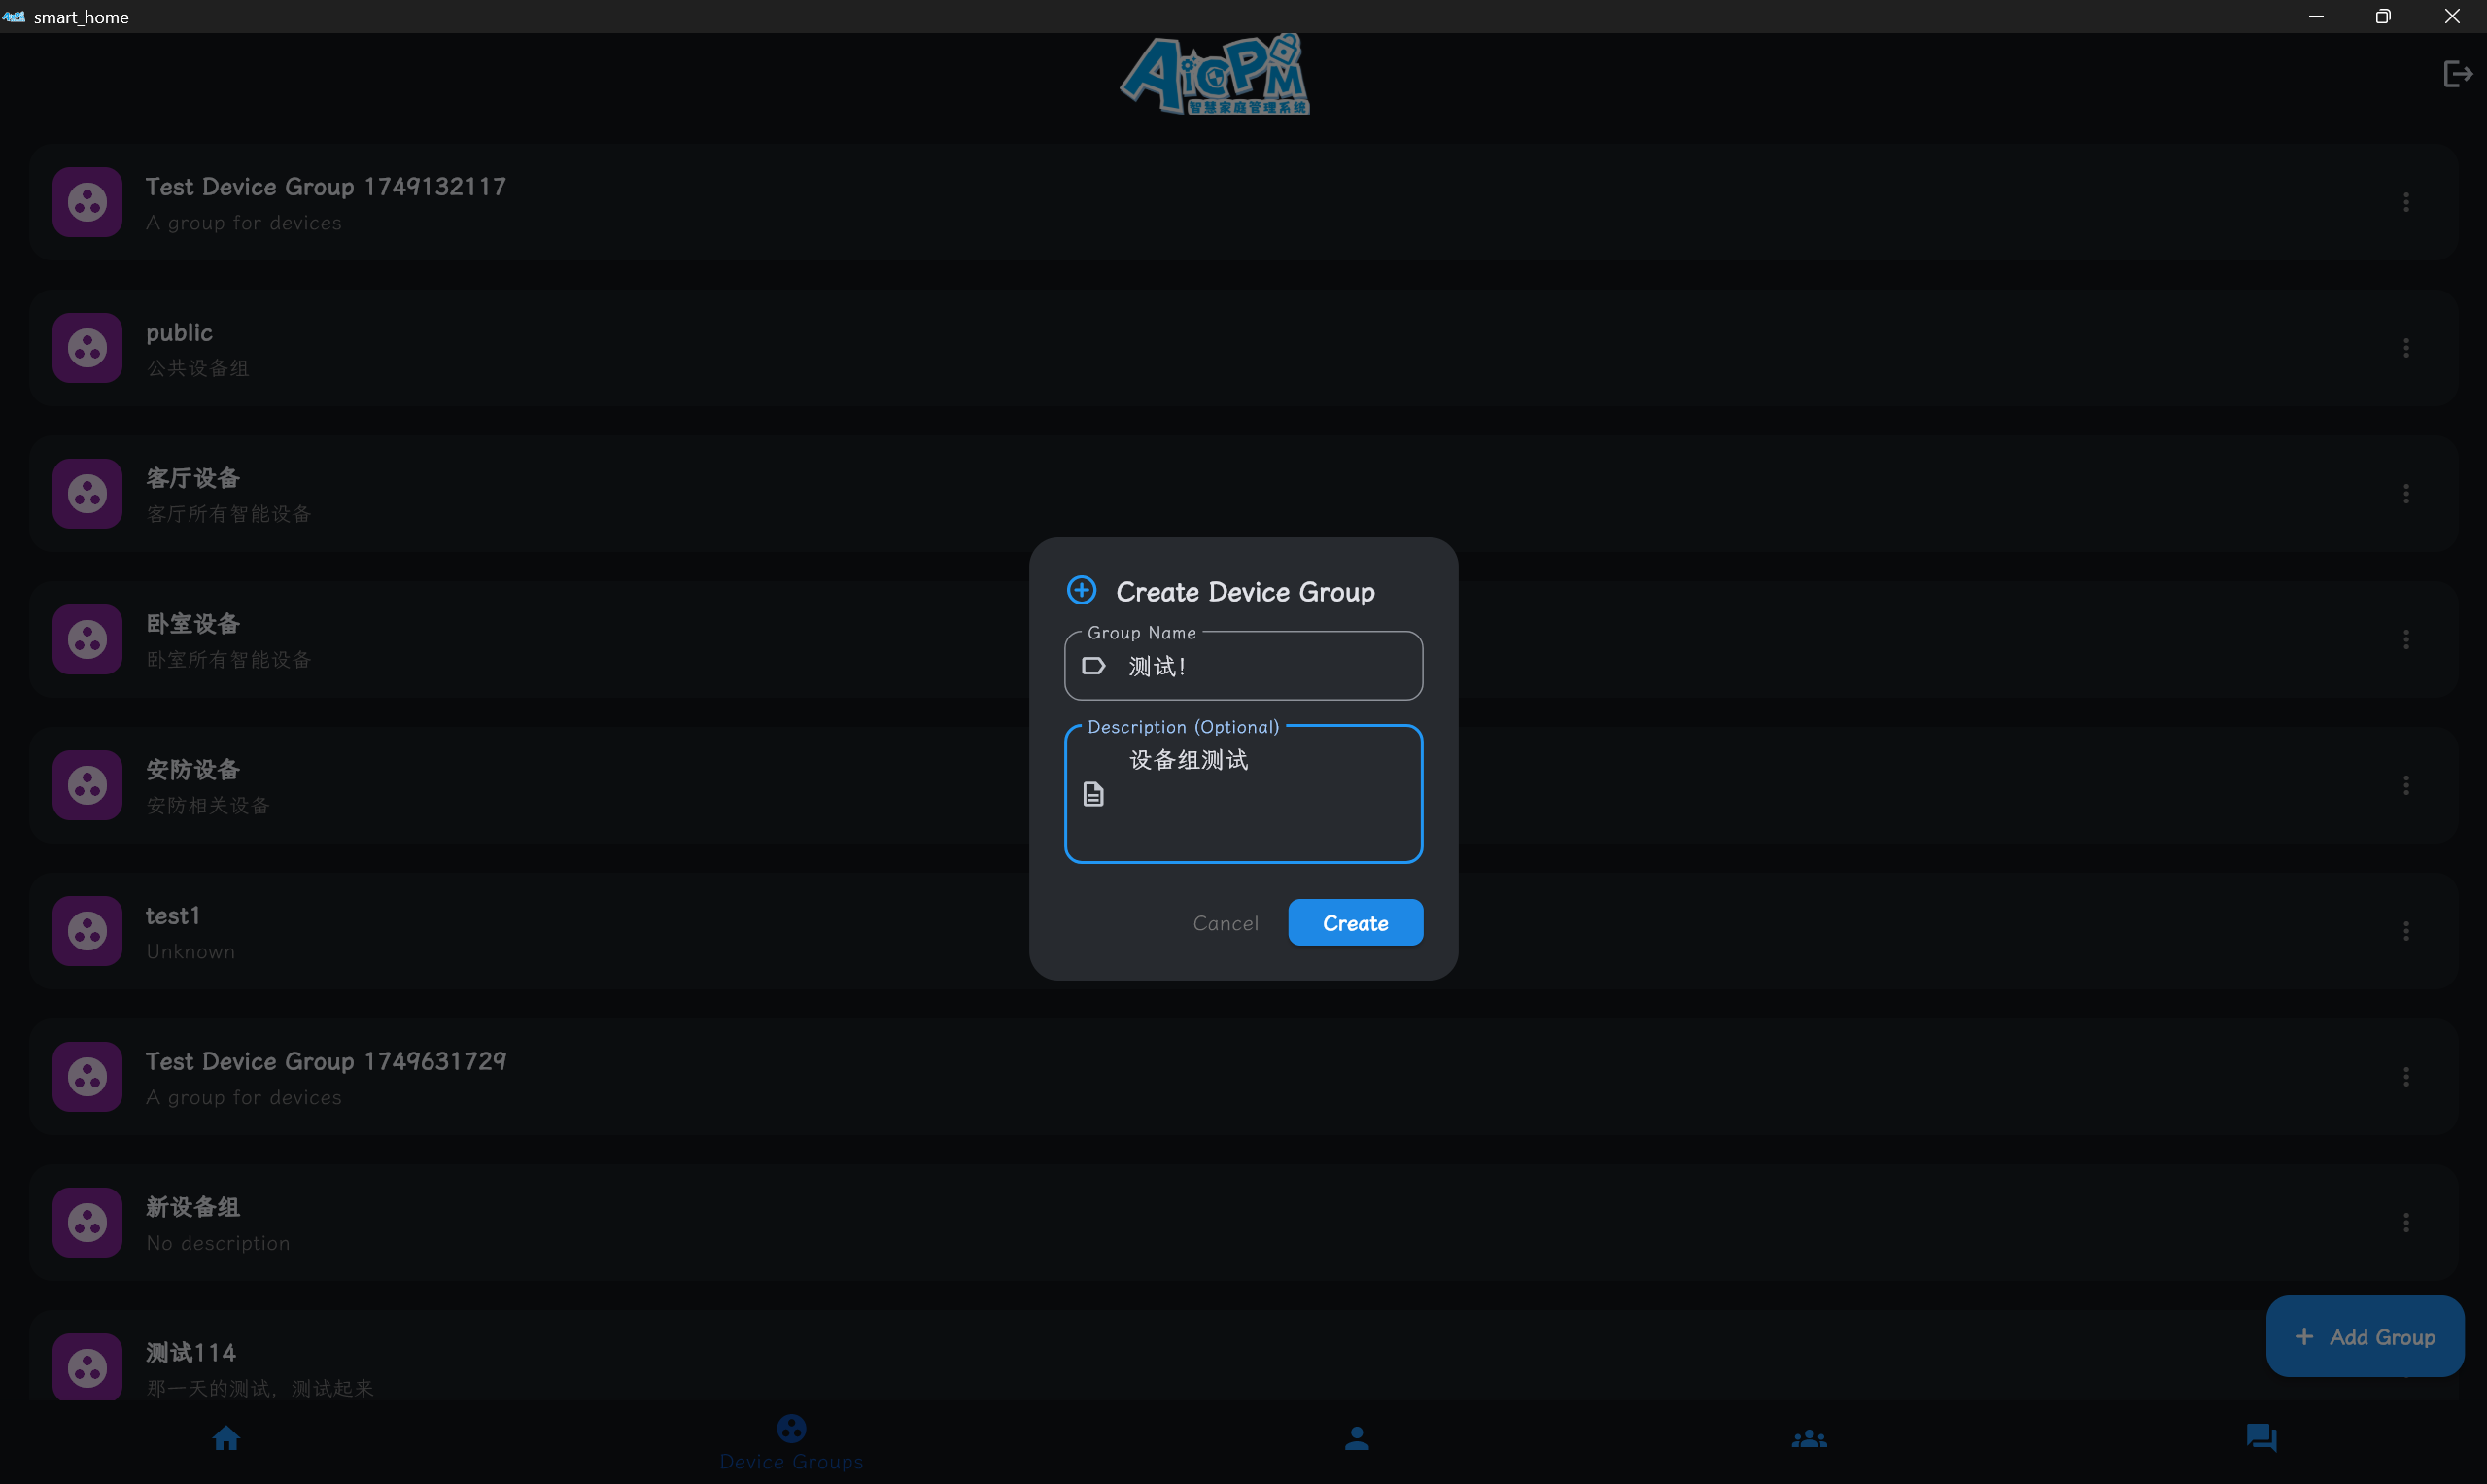 smart_home
AiCPM
智慧家庭管理系统
Test Device Group 1749132117
A group for devices
public
公共设备组
客厅设备
客厅所有智能设备
卧室设备
卧室所有智能设备
安防设备
安防相关设备
test1
Unknown
Test Device Group 1749631729
A group for devices
新设备组
No description
测试114
那一天的测试，测试起来
Create Device Group
Group Name
测试！
Description (Optional)
设备组测试
Cancel
Create
Add Group
Device Groups